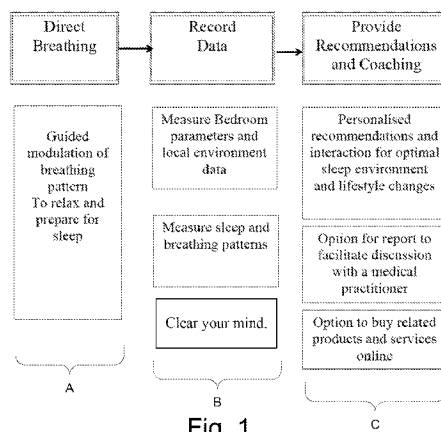 Direct
Breathing
Record
Data
Provide
Recommendations
and Coaching
Guided
modulation of
breathing
pattern
To relax and
prepare for
sleep
Measure Bedroom
parameters and
local environment
data
Measure sleep and
breathing patterns
Clear your mind.
Personalised
recommendations and
interaction for optimal
sleep environment
and lifestyle changes
Option for report to
facilitate discussion
with a medical
practitioner
Option to buy related
products and services
online
A
B
C
Fig. 1